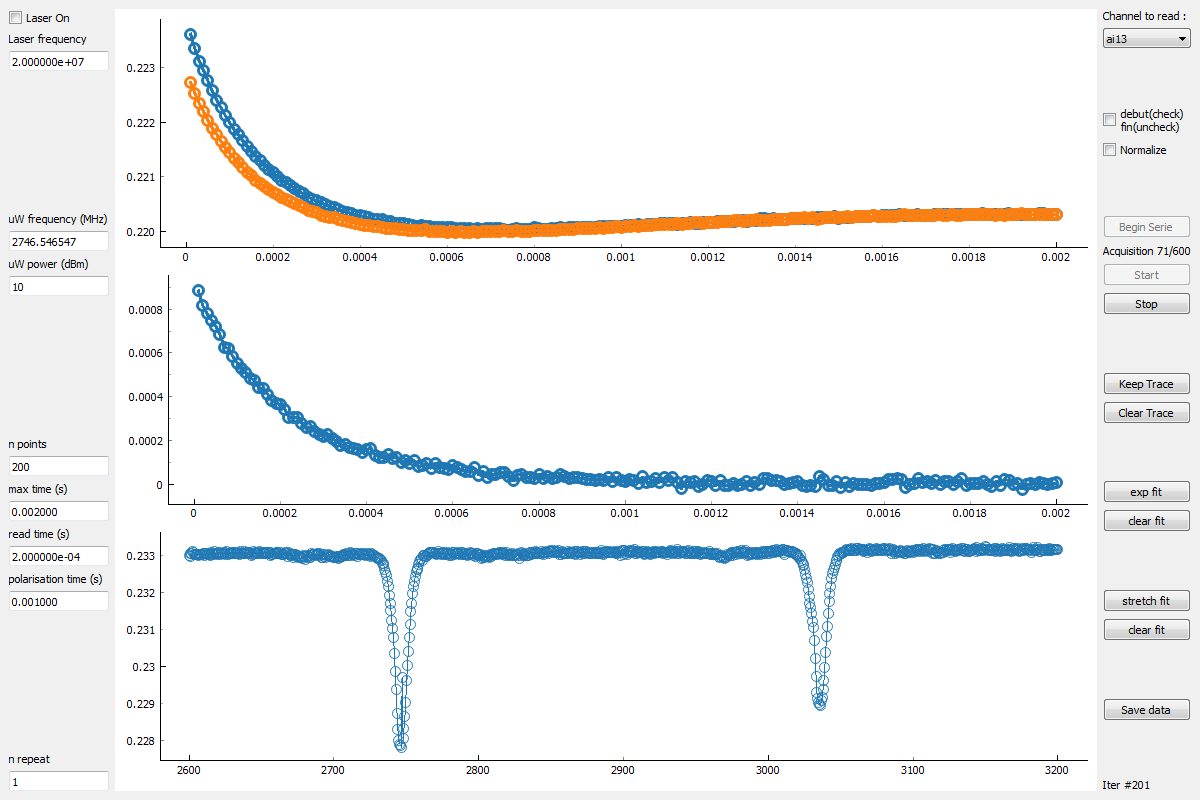 Laser On
Laser frequency
2.000000e+07
uW frequency (MHz)
2746.546547
uW power (dBm)
10
n points
200
max time (s)
0.002000
read time (s)
2.000000e-04
polarisation time (s)
0.001000
n repeat
1
0.223
0.222
0.221
0.220
0 0.0002 0.0004 0.0006 0.0008 0.001 0.0012 0.0014 0.0016 0.0018 0.002
0.0008
0.0006
0.0004
0.0002
0
0 0.0002 0.0004 0.0006 0.0008 0.001 0.0012 0.0014 0.0016 0.0018 0.002
0.233
0.232
0.231
0.23
0.229
0.228
2600 2700 2800 2900 3000 3100 3200
Channel to read :
ai13
debut(check)
fin(uncheck)
Normalize
Begin Serie
Acquisition 71/600
Start
Stop
Keep Trace
Clear Trace
exp fit
clear fit
stretch fit
clear fit
Save data
Iter #201